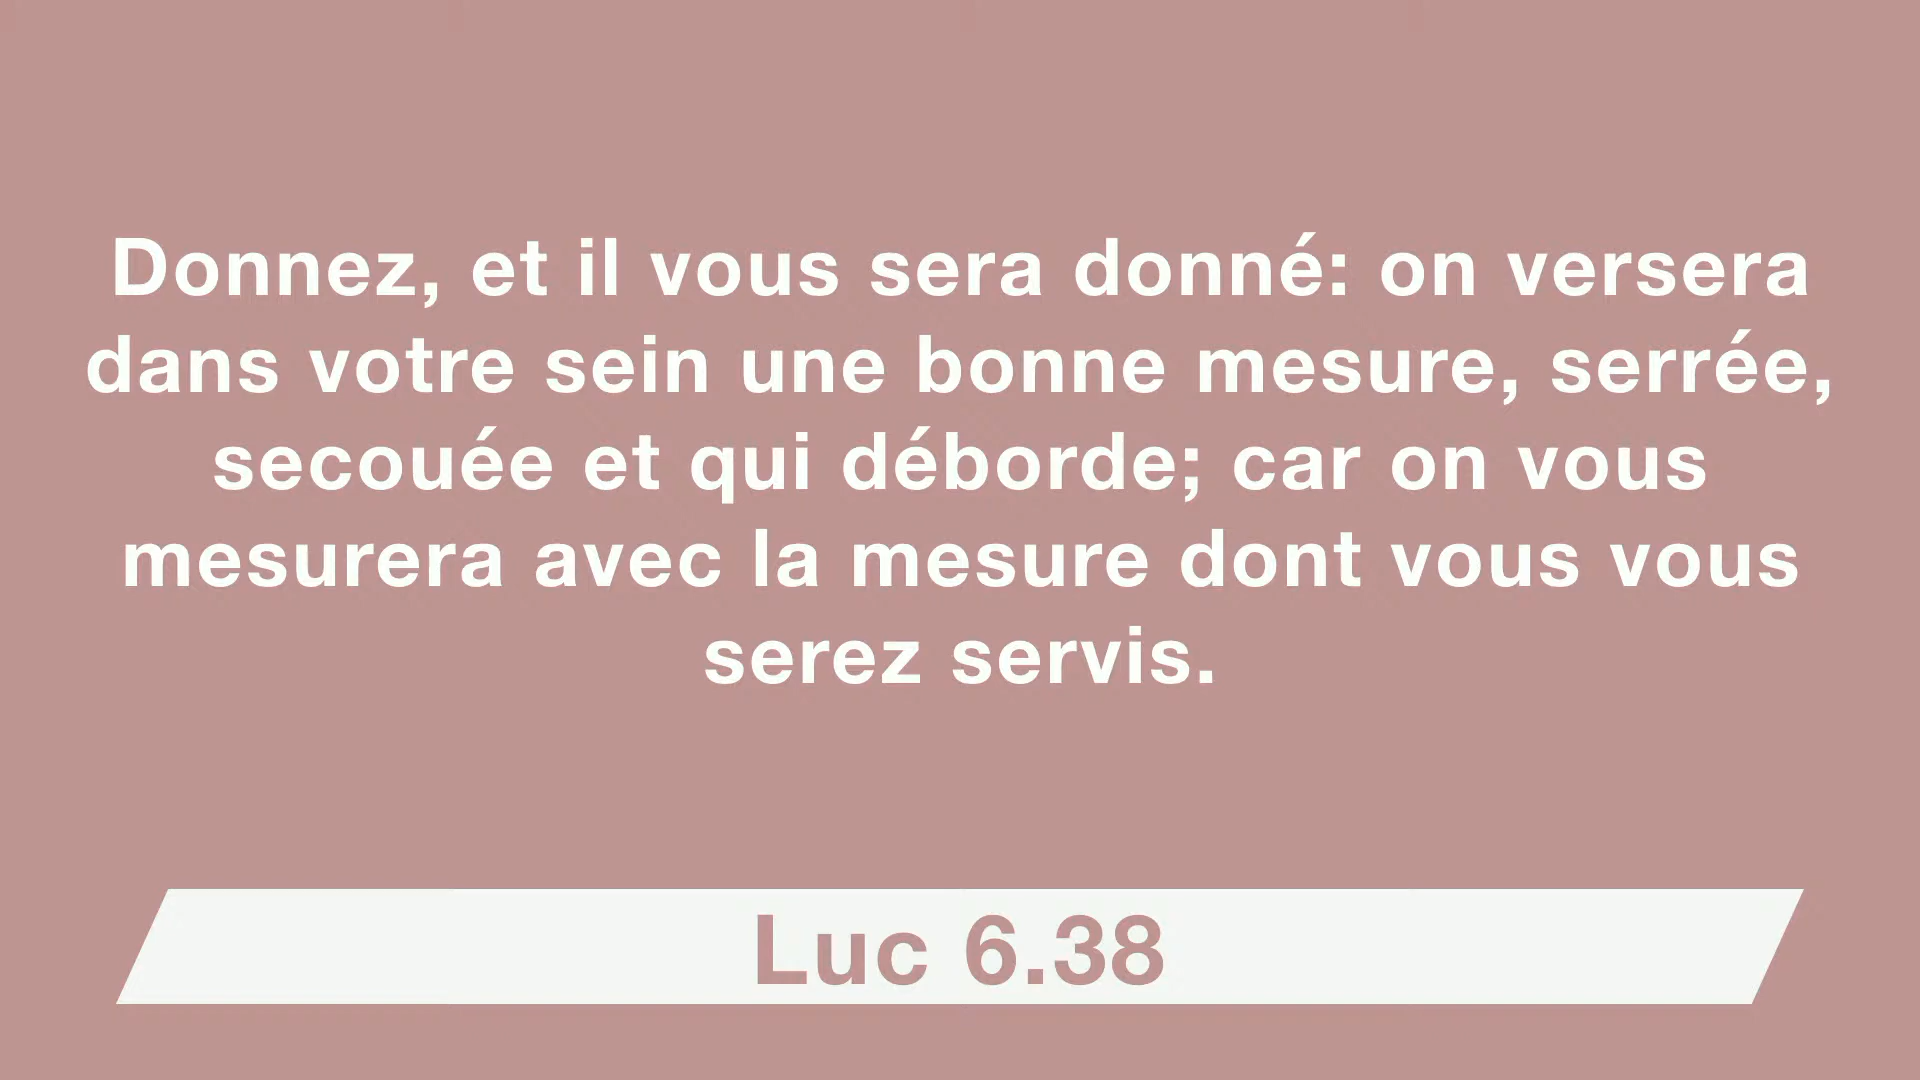 Donnez, et il vous sera donné: on versera
dans votre sein une bonne mesure, serrée,
secouée et qui déborde; car on vous
mesurera avec la mesure dont vous vous
serez servis.
Luc 6.38